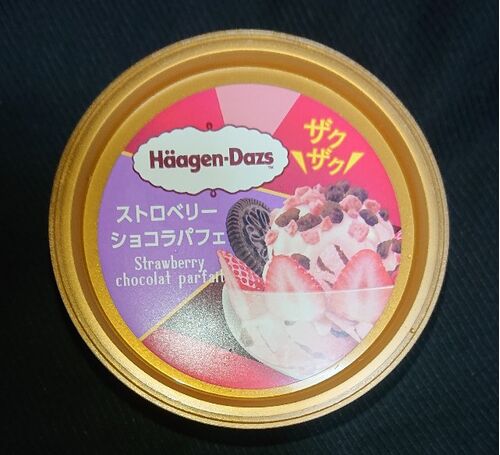 Häagen-Dazs™
ザク
ザク
ストロベリー
ショコラパフェ
Strawberry
chocolat parfait